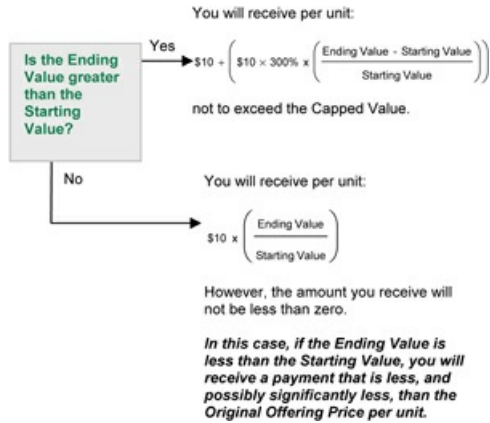 You will receive per unit:
Is the Ending
Value greater
than the
Starting
Value?
Yes
$10 + ( $10 × 300% x ( Ending Value - Starting Value
Starting Value ))
not to exceed the Capped Value.
No
You will receive per unit:
$10 x ( Ending Value
Starting Value )
However, the amount you receive will
not be less than zero.
In this case, if the Ending Value is
less than the Starting Value, you will
receive a payment that is less, and
possibly significantly less, than the
Original Offering Price per unit.